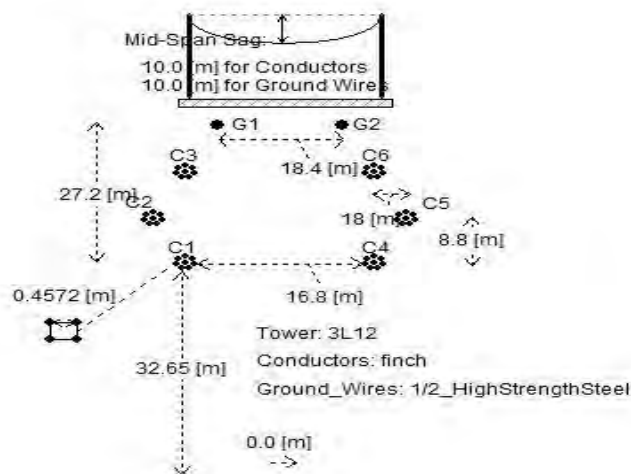 Mid-Span Sag:
10.0 [m] for Conductors
10.0 [m] for Ground Wires
G1
G2
C3
18.4 [m]
C6
27.2 [m]
C2
18 [m]
C5
8.8 [m]
C1
C4
0.4572 [m]
16.8 [m]
Tower: 3L12
32.65 [m]
Conductors: finch
Ground_Wires: 1/2_HighStrengthSteel
0.0 [m]